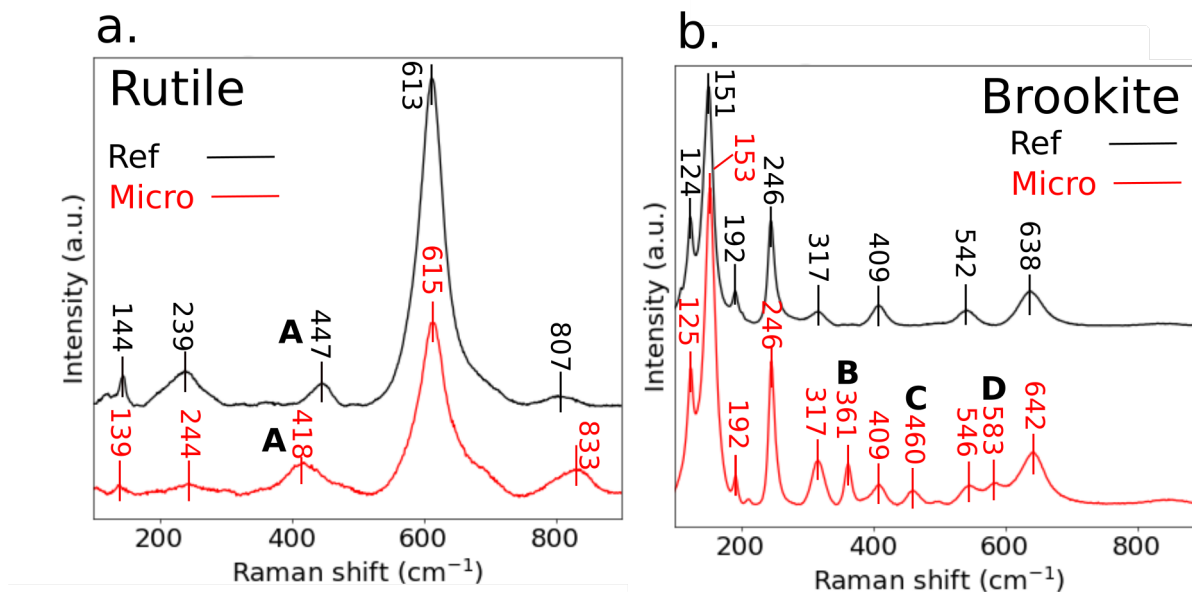 a.
Rutile
Ref
Micro
613
615
144
239
A
447
807
139
244
A
418
833
Intensity (a.u.)
200
400
600
800
Raman shift (cm⁻¹)
b.
Brookite
Ref
Micro
151
153
124
192
246
317
409
542
638
125
192
246
317
B
361
409
C
460
546
D
583
642
Intensity (a.u.)
200
400
600
800
Raman shift (cm⁻¹)